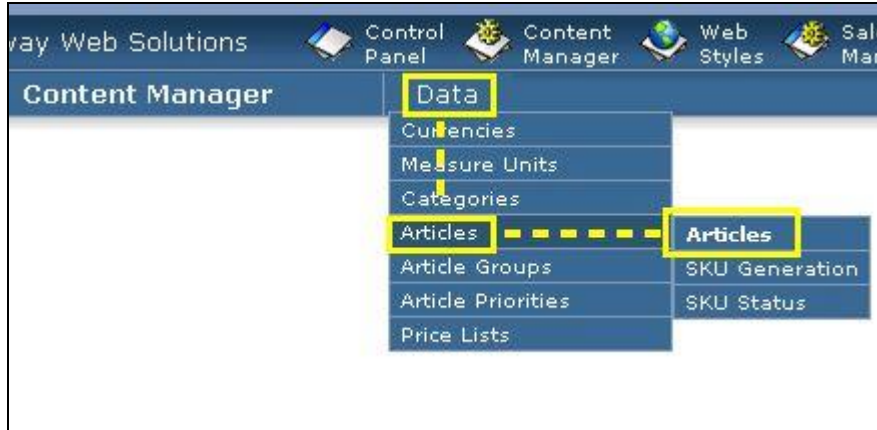 way Web Solutions
Control Panel
Content Manager
Web Styles
Content Manager
Data
Currencies
Measure Units
Categories
Articles
Articles
Article Groups
SKU Generation
Article Priorities
SKU Status
Price Lists